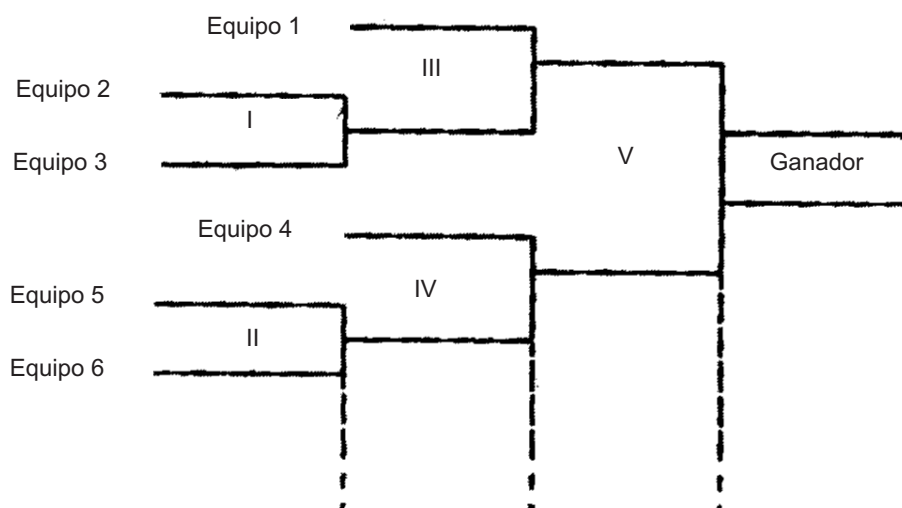 Equipo 1
III
Equipo 2
I
Equipo 3
V
Ganador
Equipo 4
IV
Equipo 5
II
Equipo 6